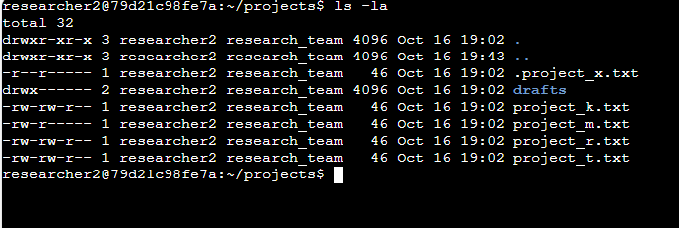 researcher2@79d21c98fe7a:~/projects$ ls -la
total 32
drwxr-xr-x 3 researcher2 research_team 4096 Oct 16 19:02 .
drwxr-xr-x 3 researcher2 research_team 4096 Oct 16 19:43 ..
-r--r----- 1 researcher2 research_team   46 Oct 16 19:02 .project_x.txt
drwx------ 2 researcher2 research_team 4096 Oct 16 19:02 drafts
-rw-rw-r-- 1 researcher2 research_team   46 Oct 16 19:02 project_k.txt
-rw-r----- 1 researcher2 research_team   46 Oct 16 19:02 project_m.txt
-rw-rw-r-- 1 researcher2 research_team   46 Oct 16 19:02 project_r.txt
-rw-rw-r-- 1 researcher2 research_team   46 Oct 16 19:02 project_t.txt
researcher2@79d21c98fe7a:~/projects$